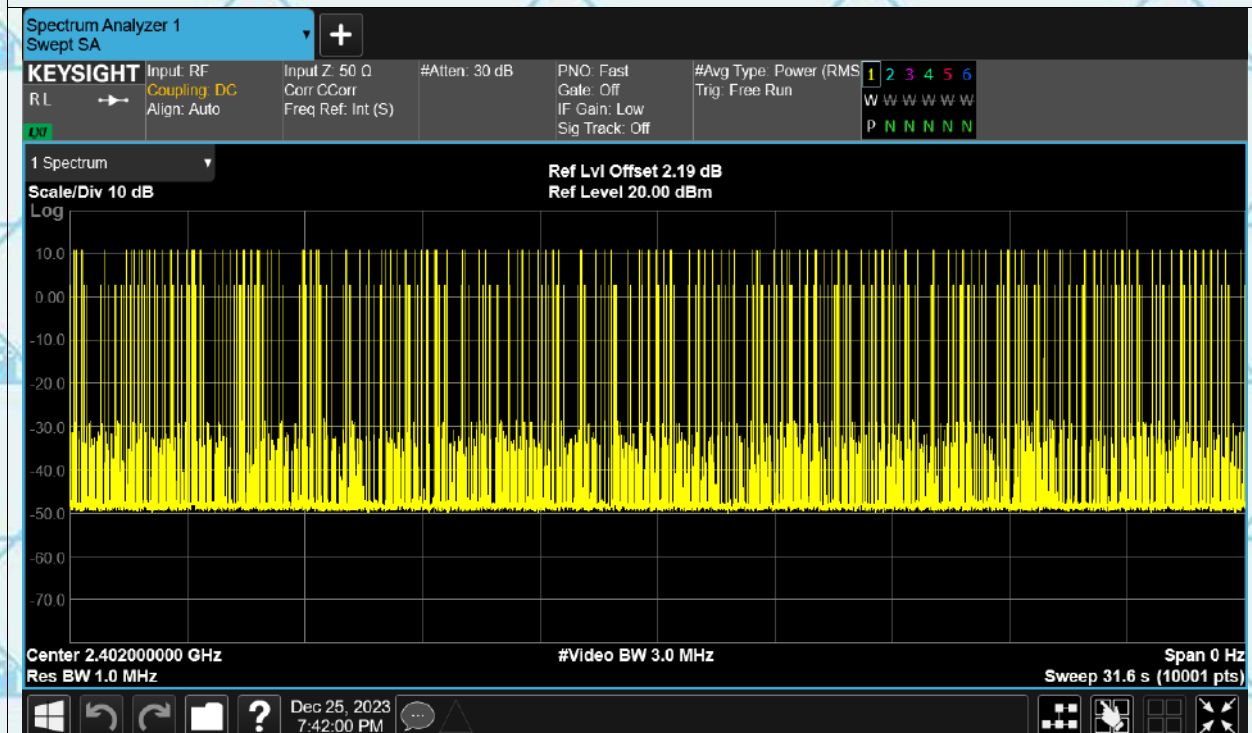 Spectrum Analyzer 1
Swept SA
+
KEYSIGHT
RL
LXI
Input: RF
Coupling: DC
Align: Auto
Input Z: 50 Ω
Corr CCorr
Freq Ref: Int (S)
#Atten: 30 dB
PNO: Fast
Gate: Off
IF Gain: Low
Sig Track: Off
#Avg Type: Power (RMS
Trig: Free Run
1 2 3 4 5 6
W W W W W W
P N N N N N
1 Spectrum
Scale/Div 10 dB
Ref Lvl Offset 2.19 dB
Ref Level 20.00 dBm
Log
10.0
0.00
-10.0
-20.0
-30.0
-40.0
-50.0
-60.0
-70.0
Center 2.402000000 GHz
#Video BW 3.0 MHz
Span 0 Hz
Res BW 1.0 MHz
Sweep 31.6 s (10001 pts)
?
Dec 25, 2023
7:42:00 PM